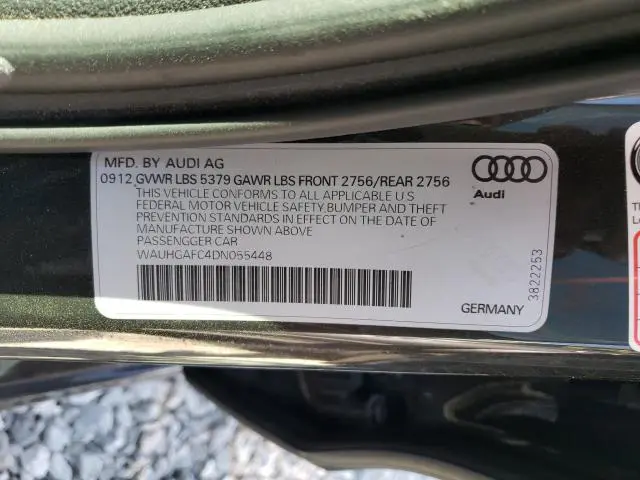 MFD. BY AUDI AG
0912 GVWR LBS 5379 GAWR LBS FRONT 2756/REAR 2756
THIS VEHICLE CONFORMS TO ALL APPLICABLE U S
FEDERAL MOTOR VEHICLE SAFETY BUMPER AND THEFT
PREVENTION STANDARDS IN EFFECT ON THE DATE OF
MANUFACTURE SHOWN ABOVE
PASSENGGER CAR
WAUHGAFC4DN055448
Audi
GERMANY
3822253